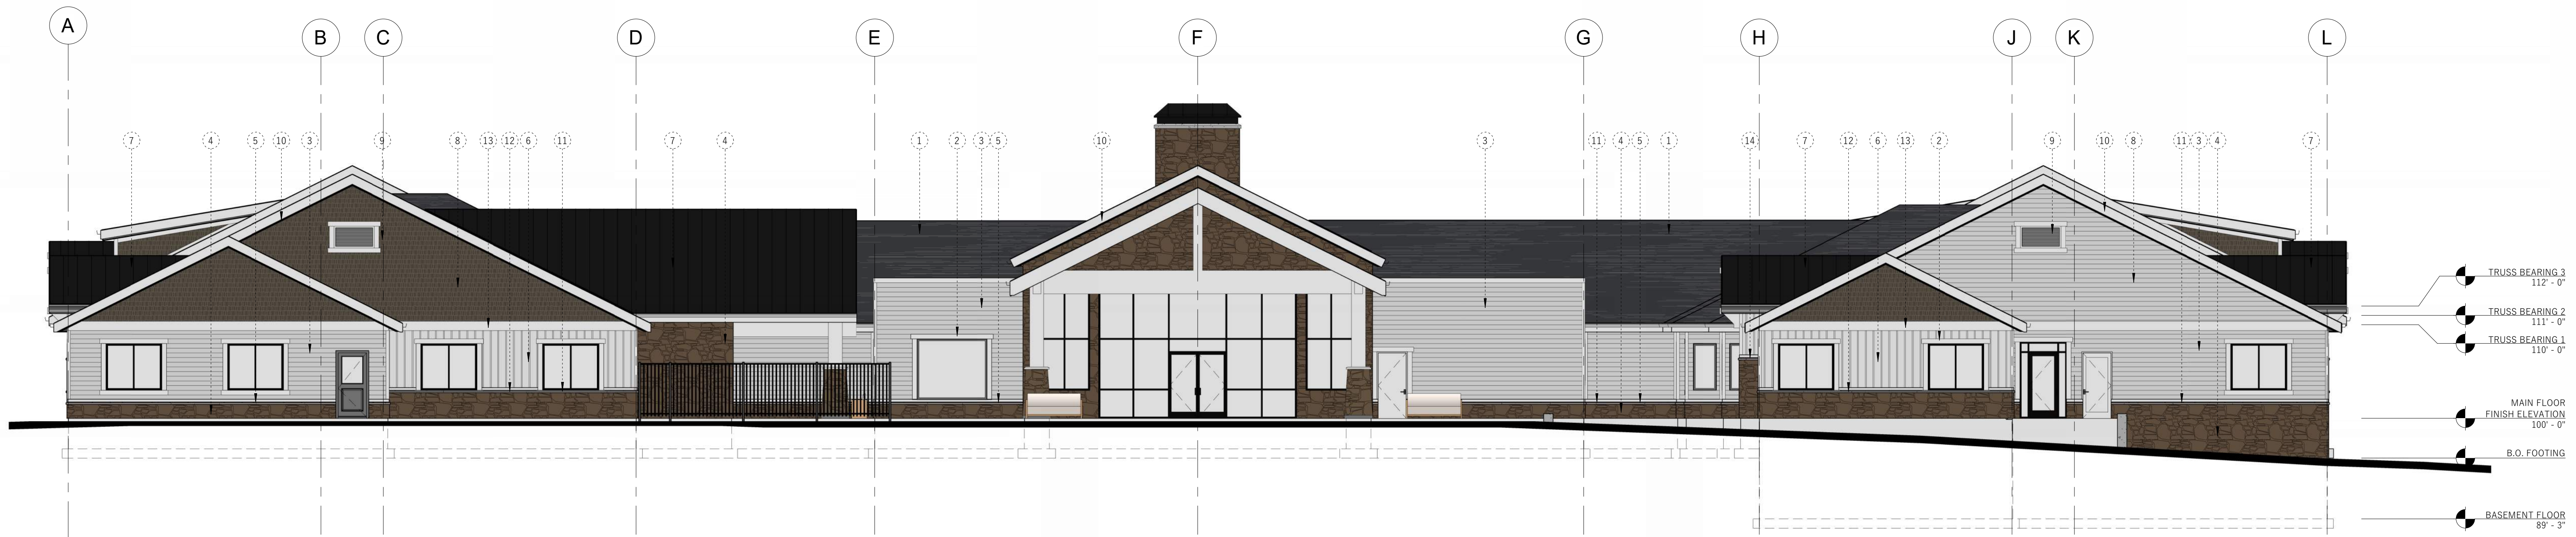 A B C D E F G H J K L
7 4 5 10 3 9 8 13 12 6 11 7 4 1 2 3 5 10 3 11 4 5 1 14 7 12 6 13 2 9 10 8 11 3 4 7
TRUSS BEARING 3
112' - 0"
TRUSS BEARING 2
111' - 0"
TRUSS BEARING 1
110' - 0"
MAIN FLOOR
FINISH ELEVATION
100' - 0"
B.O. FOOTING
BASEMENT FLOOR
89' - 3"